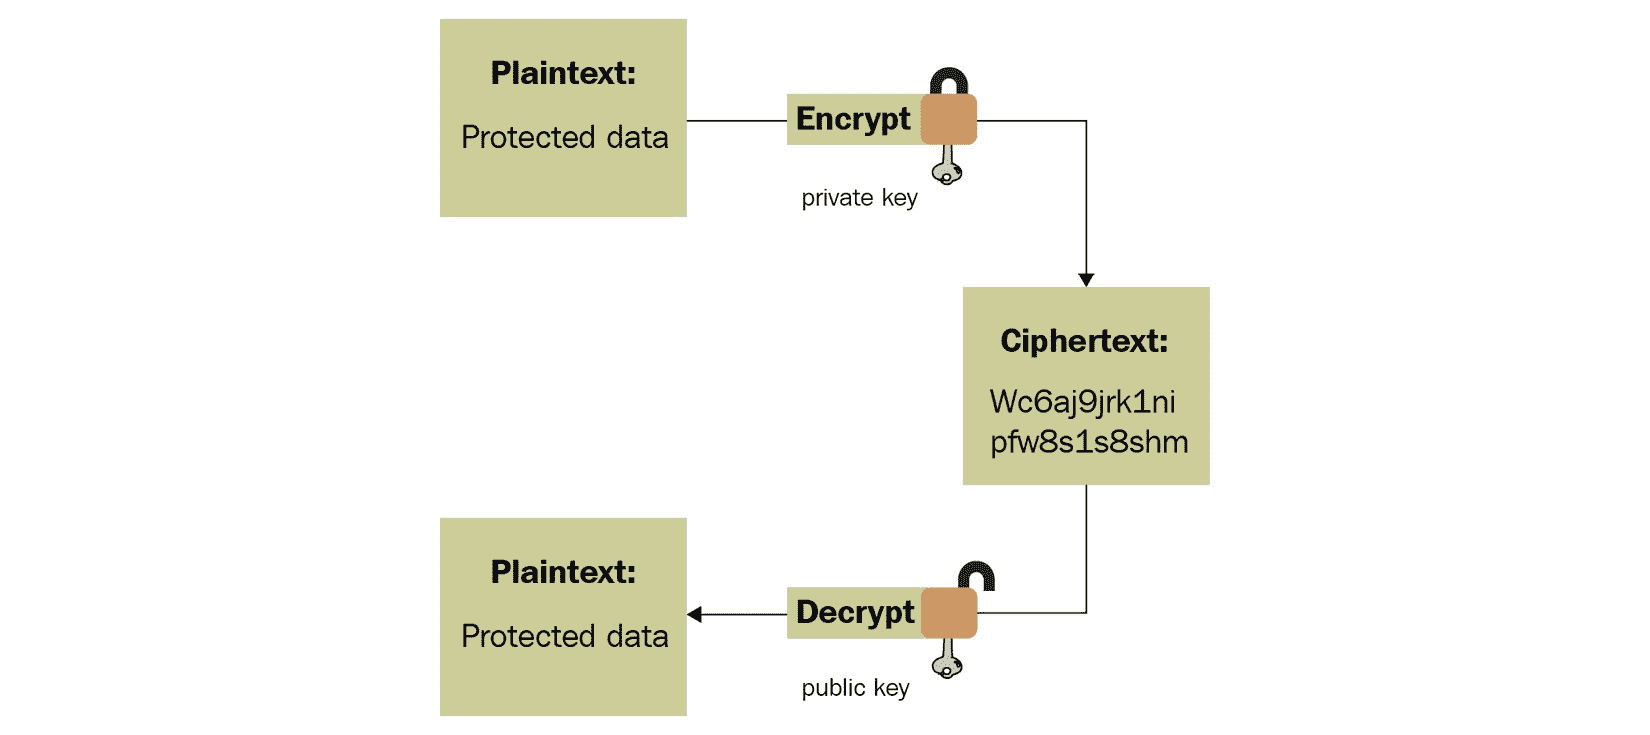 Plaintext:
Protected data
Encrypt
private key
Ciphertext:
Wc6aj9jrk1ni
pfw8s1s8shm
Plaintext:
Protected data
Decrypt
public key